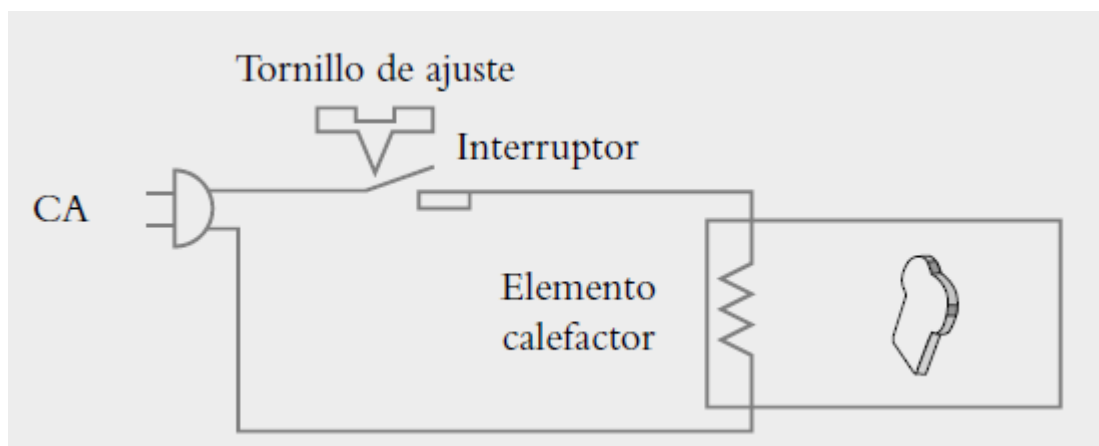 Tornillo de ajuste
Interruptor
CA
Elemento
calefactor